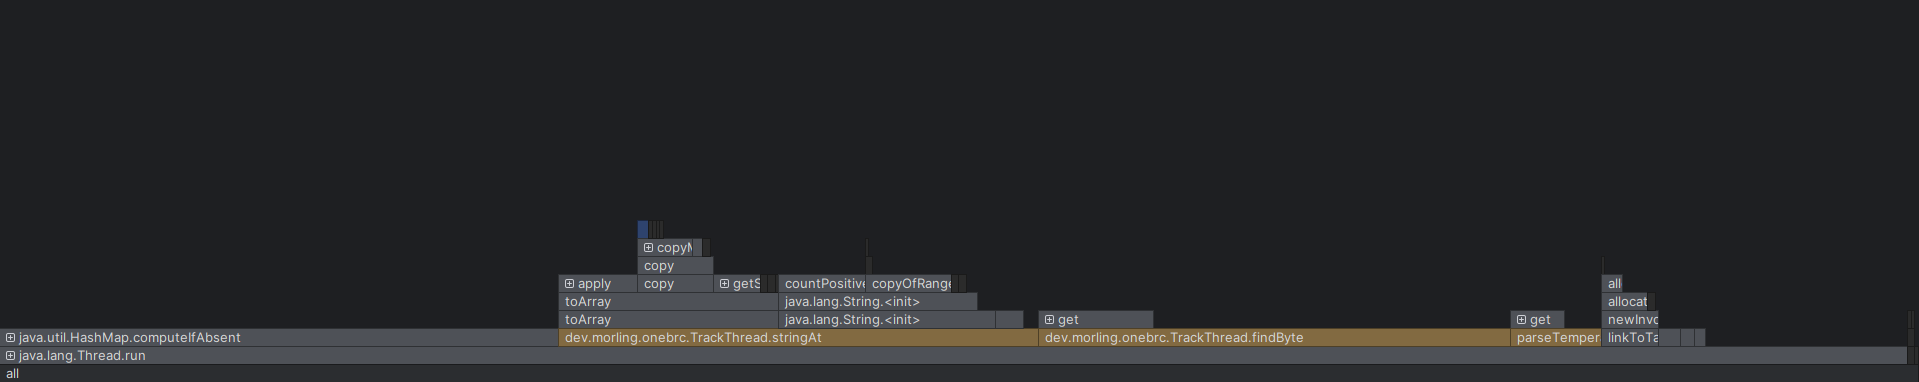 copyM
copy
apply copy getS countPositive copyOfRange all
toArray java.lang.String.<init> allocat
toArray java.lang.String.<init> get get newInvo
java.util.HashMap.computeIfAbsent dev.morling.onebrc.TrackThread.stringAt dev.morling.onebrc.TrackThread.findByte parseTemper linkToTa
java.lang.Thread.run
all